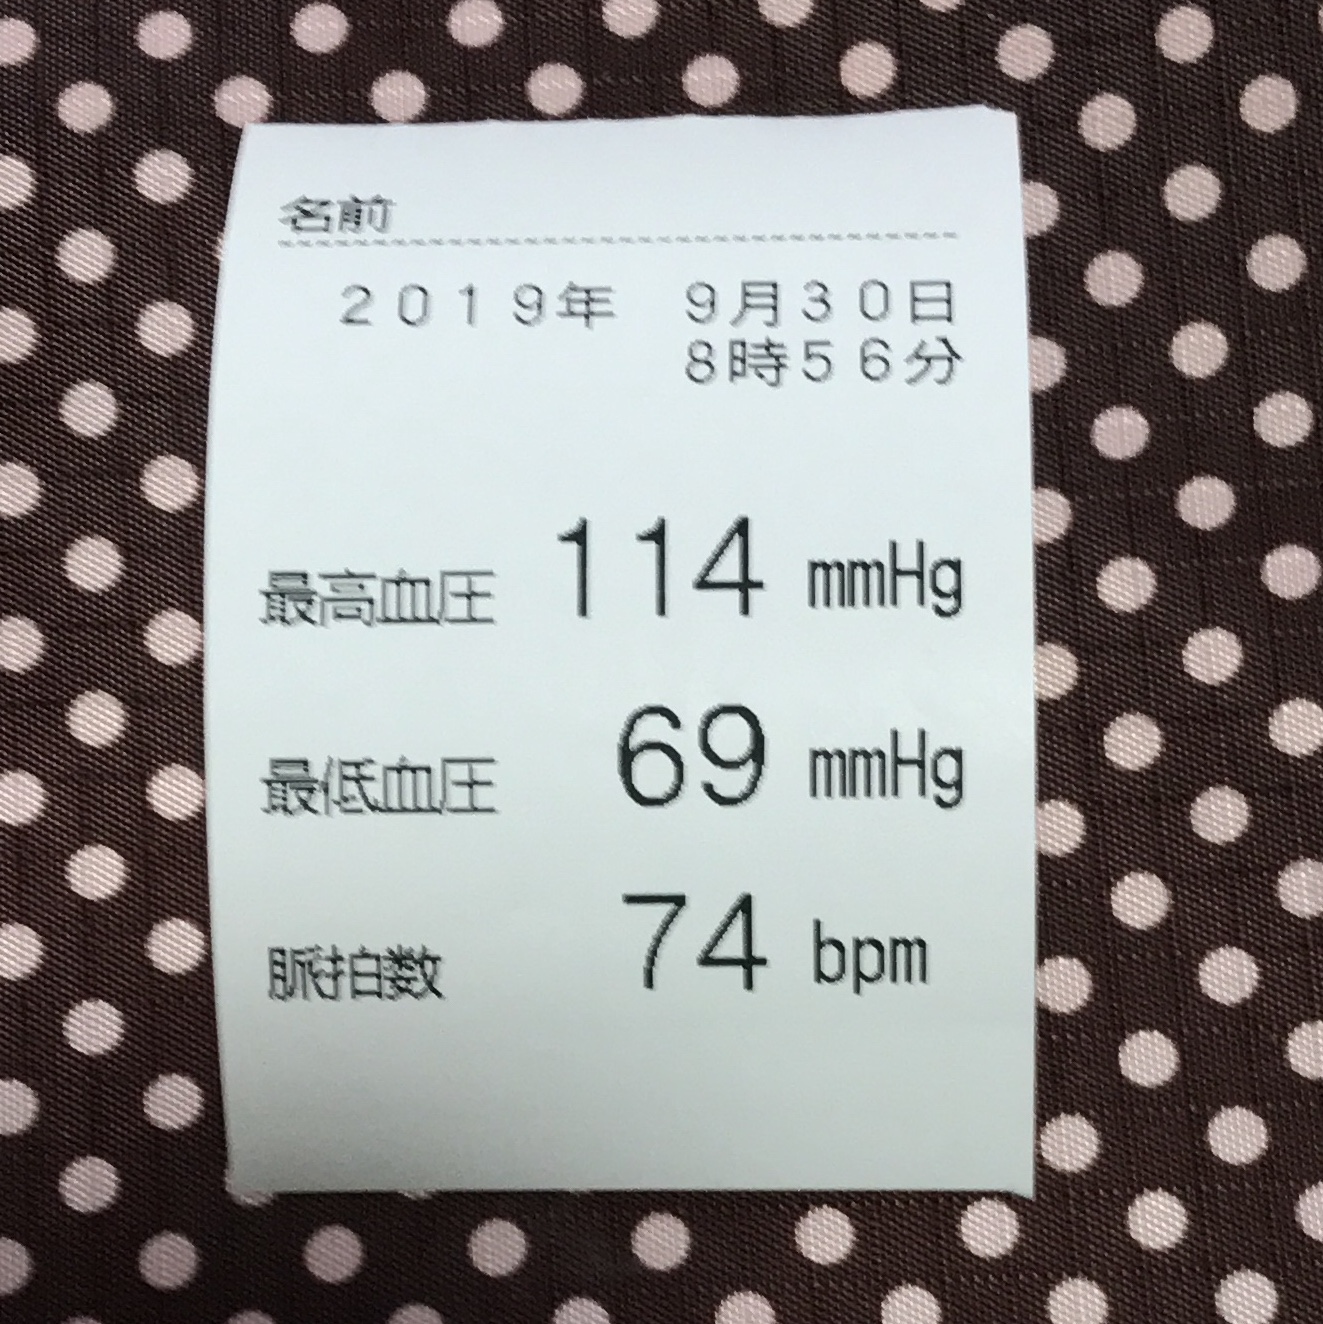 名前
２０１９年　９月３０日
８時５６分
最高血圧 114 mmHg
最低血圧 69 mmHg
脈拍数 74 bpm